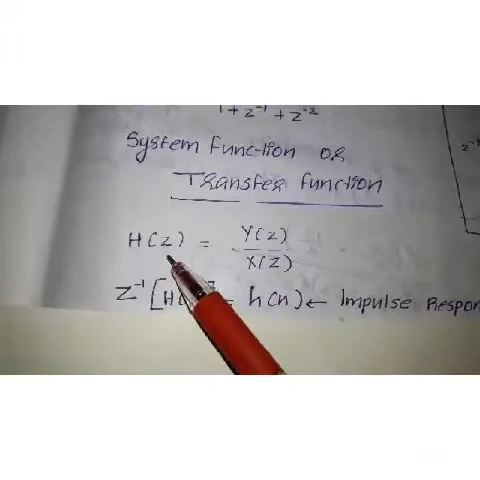 1 + z⁻¹ + z⁻²
System Function OR
Transfer function
H(z) = Y(z)/X(z)
Z⁻¹[H( = h(n) ← Impulse Respon
z⁻